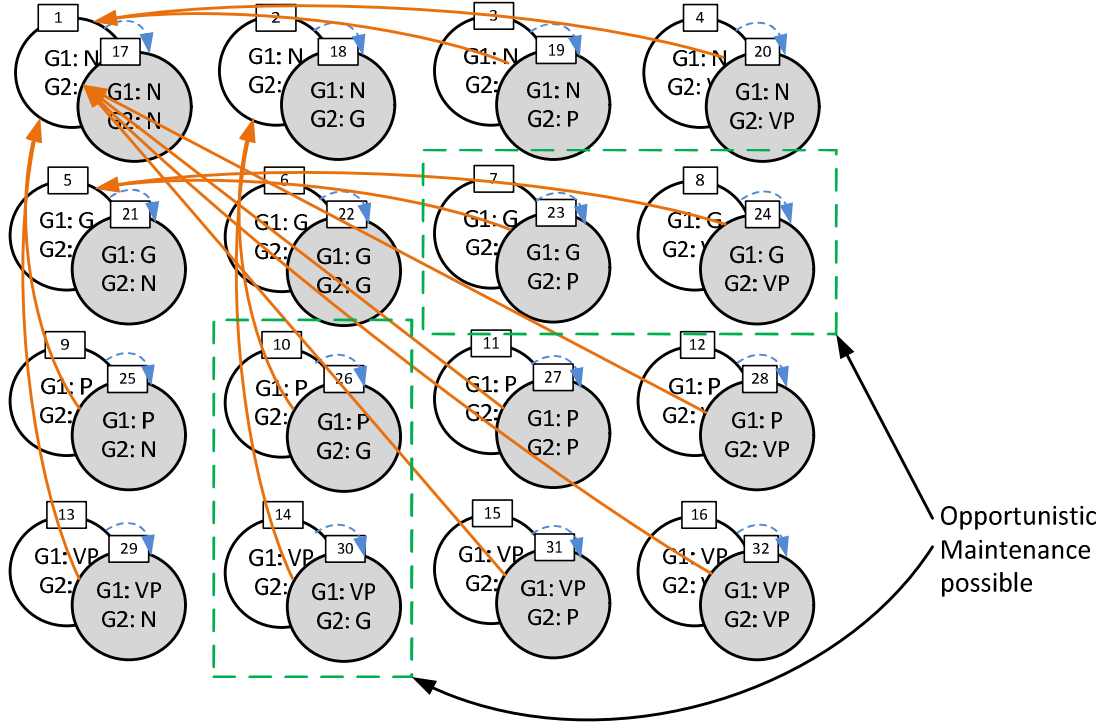 1
G1: N
G2:
17
G1: N
G2: N
2
18
G1: N
G2: G
3
G1: N
19
G1: N
G2: P
4
G1: N
G2:
20
G1: N
G2: VP
5
G1: G
G2:
21
G1: G
G2: N
6
G1: G
G2:
22
G1: G
G2: G
7
G1: G
G2:
23
G1: G
G2: P
8
G1: G
G2:
24
G1: G
G2: VP
9
G1: P
G2:
25
G1: P
G2: N
10
G1: P
G2:
26
G1: P
G2: G
11
G1: P
G2:
27
G1: P
G2: P
12
G1: P
G2:
28
G1: P
G2: VP
13
G1: VP
G2:
29
G1: VP
G2: N
14
G1: VP
G2:
30
G1: VP
G2: G
15
G1: VP
G2:
31
G1: VP
G2: P
16
G1: VP
G2:
32
G1: VP
G2: VP
Opportunistic
Maintenance
possible